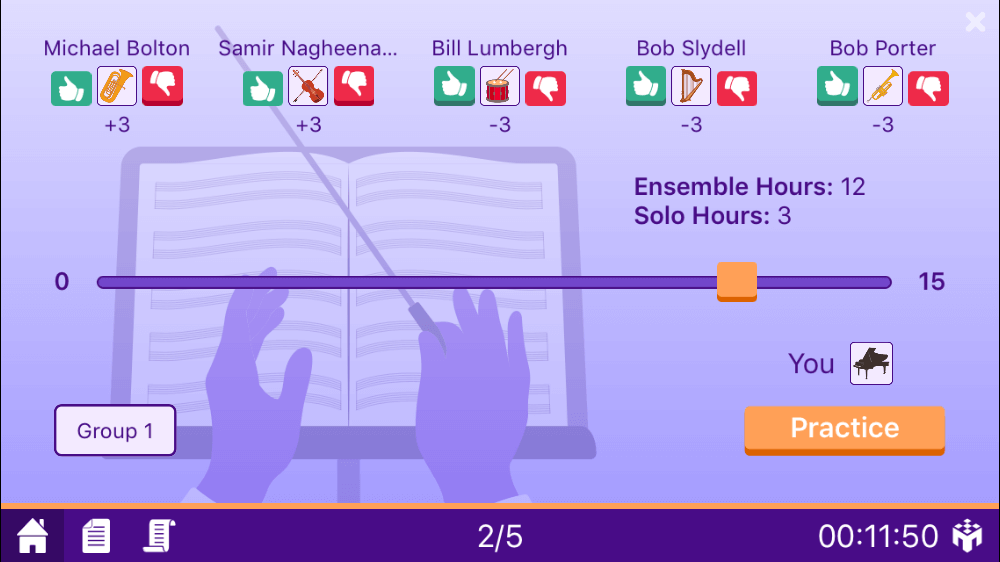 Michael Bolton
Samir Nagheena...
Bill Lumbergh
Bob Slydell
Bob Porter
+3
+3
-3
-3
-3
Ensemble Hours: 12
Solo Hours: 3
0
15
You
Group 1
Practice
2/5
00:11:50